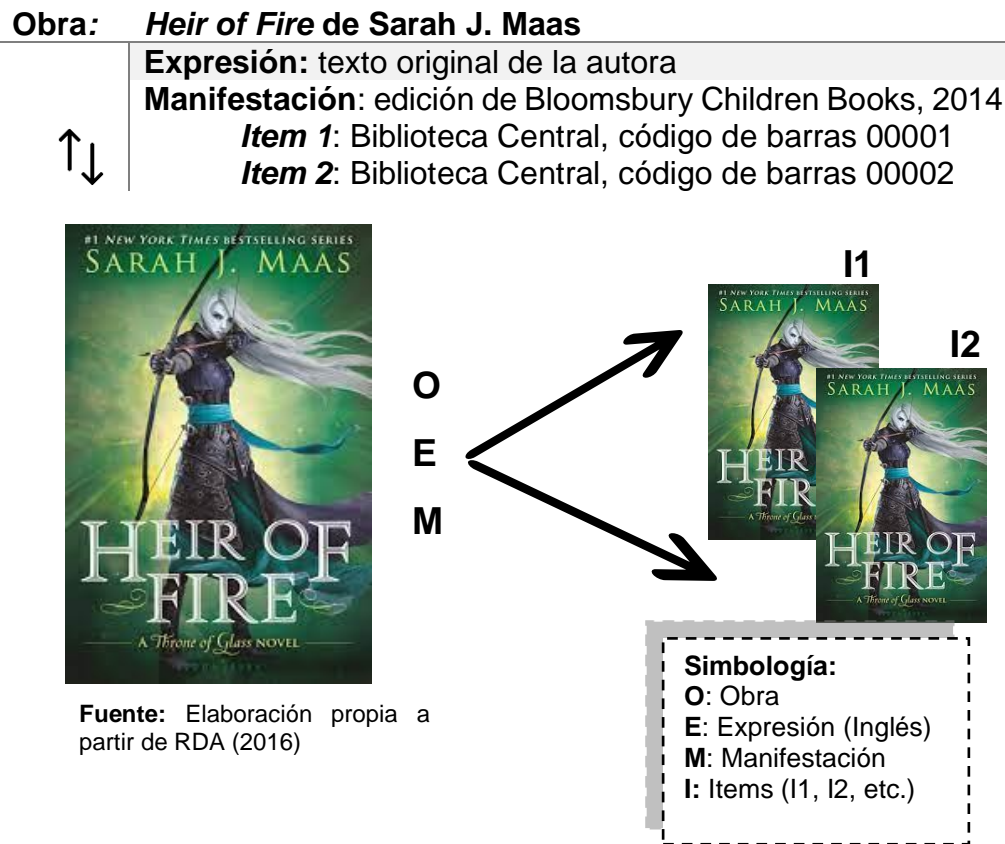 Obra: Heir of Fire de Sarah J. Maas
Expresión: texto original de la autora
Manifestación: edición de Bloomsbury Children Books, 2014
↑↓
Item 1: Biblioteca Central, código de barras 00001
Item 2: Biblioteca Central, código de barras 00002
#1 NEW YORK TIMES BESTSELLING SERIES
SARAH J. MAAS
HEIR OF
FIRE
A Throne of Glass NOVEL
O
E
M
I1
#1 NEW YORK TIMES BESTSELLING SERIES
SARAH J. MAAS
HEIR
FIR
A Throne of Glass
I2
#1 NEW YORK TIMES BESTSELLING SERIES
SARAH J. MAAS
HEIR OF
FIRE
A Throne of Glass NOVEL
Fuente: Elaboración propia a
partir de RDA (2016)
Simbología:
O: Obra
E: Expresión (Inglés)
M: Manifestación
I: Items (I1, I2, etc.)